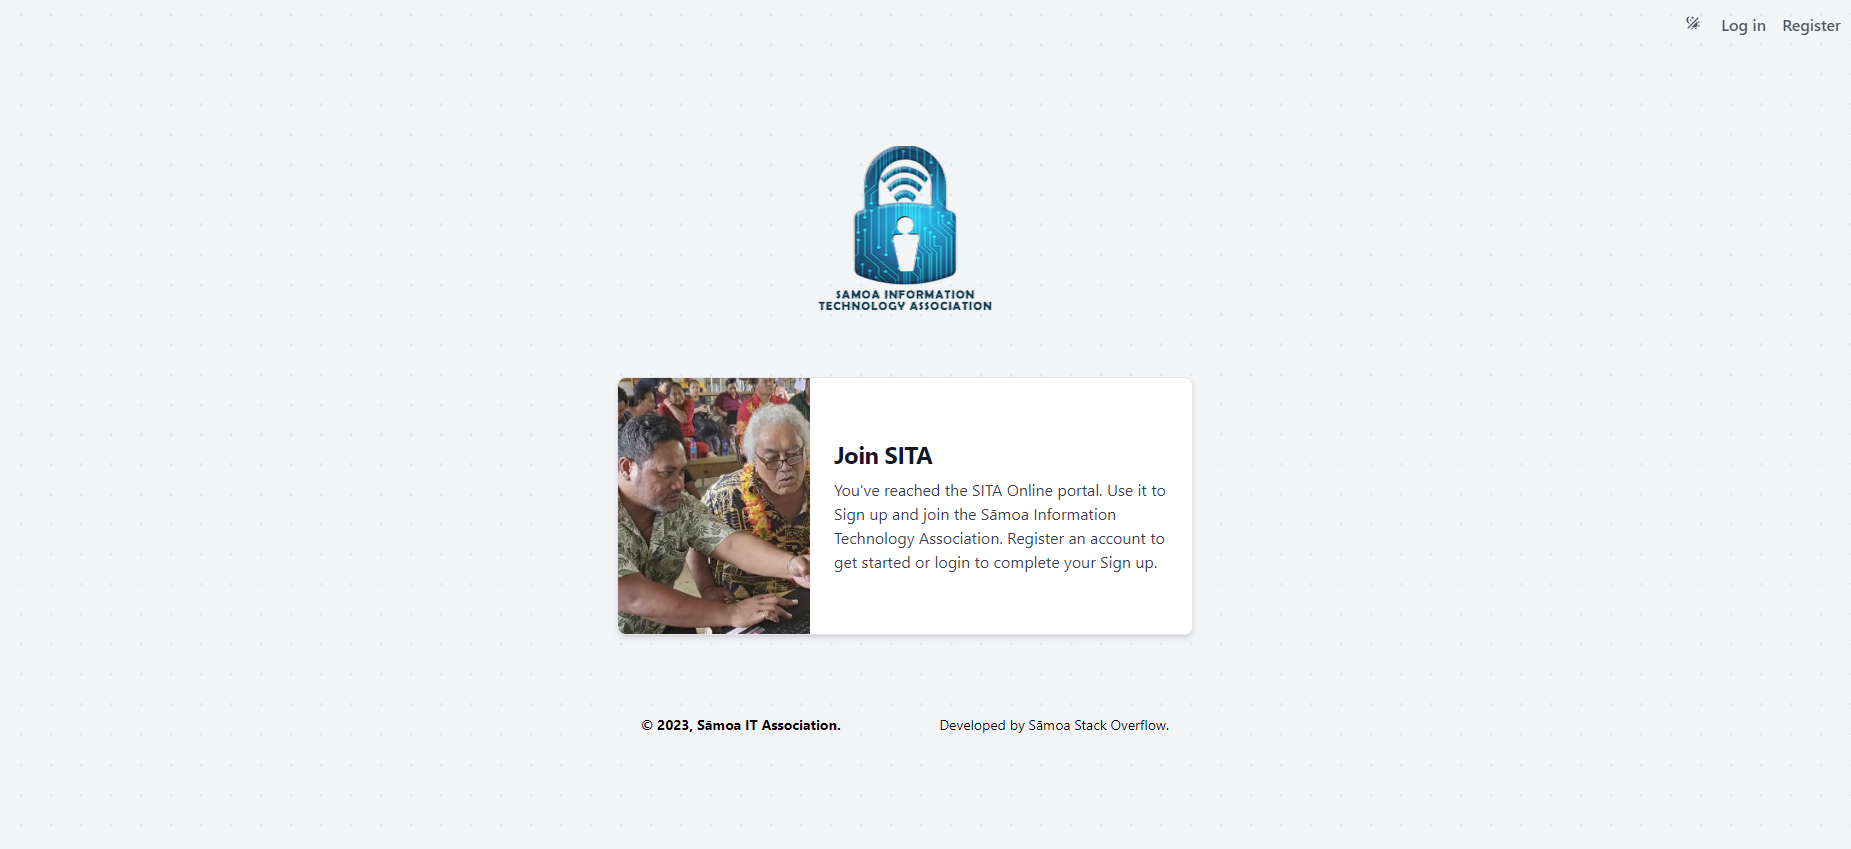 Log in Register
SAMOA INFORMATION
TECHNOLOGY ASSOCIATION
Join SITA
You've reached the SITA Online portal. Use it to
Sign up and join the Sāmoa Information
Technology Association. Register an account to
get started or login to complete your Sign up.
© 2023, Sāmoa IT Association. Developed by Sāmoa Stack Overflow.